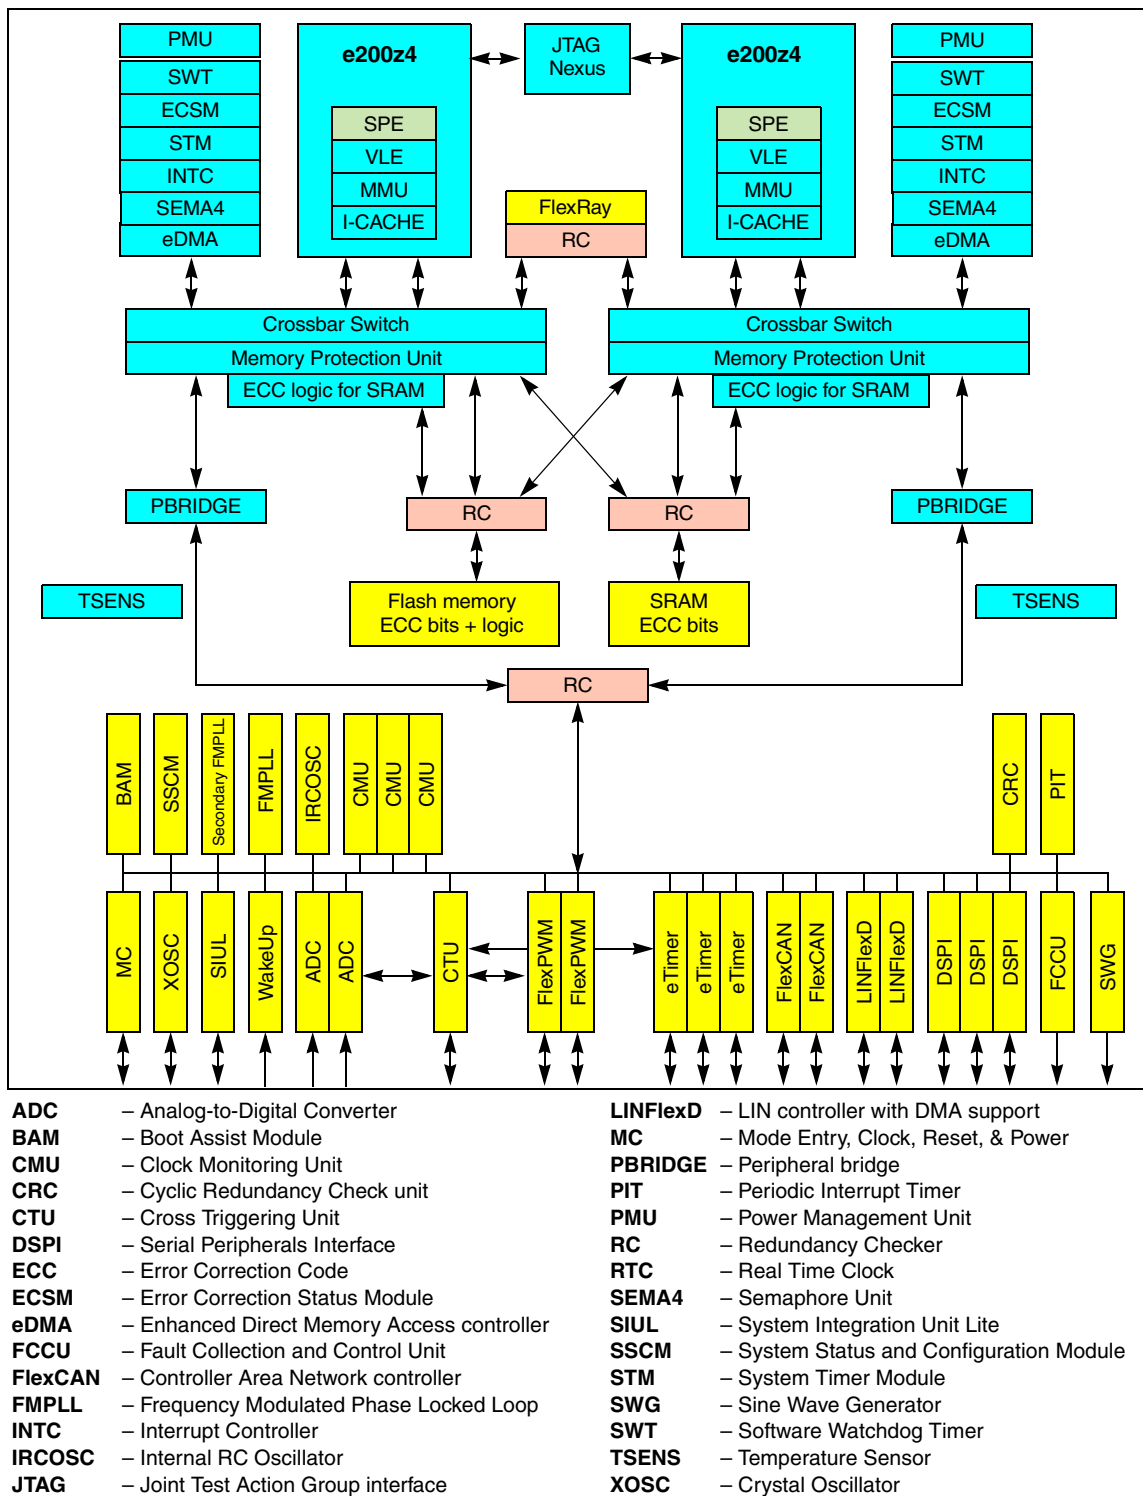 PMU
SWT
ECSM
STM
INTC
SEMA4
eDMA
e200z4
SPE
VLE
MMU
I-CACHE
JTAG
Nexus
FlexRay
RC
e200z4
SPE
VLE
MMU
I-CACHE
PMU
SWT
ECSM
STM
INTC
SEMA4
eDMA
Crossbar Switch
Memory Protection Unit
ECC logic for SRAM
Crossbar Switch
Memory Protection Unit
ECC logic for SRAM
PBRIDGE
RC
RC
PBRIDGE
TSENS
Flash memory
ECC bits + logic
SRAM
ECC bits
TSENS
RC
BAM
SSCM
Secondary FMPLL
FMPLL
IRCOSC
CMU
CMU
CMU
CRC
PIT
MC
XOSC
SIUL
WakeUp
ADC
ADC
CTU
FlexPWM
FlexPWM
eTimer
eTimer
eTimer
FlexCAN
FlexCAN
LINFlexD
LINFlexD
DSPI
DSPI
DSPI
FCCU
SWG
ADC – Analog-to-Digital Converter
BAM – Boot Assist Module
CMU – Clock Monitoring Unit
CRC – Cyclic Redundancy Check unit
CTU – Cross Triggering Unit
DSPI – Serial Peripherals Interface
ECC – Error Correction Code
ECSM – Error Correction Status Module
eDMA – Enhanced Direct Memory Access controller
FCCU – Fault Collection and Control Unit
FlexCAN – Controller Area Network controller
FMPLL – Frequency Modulated Phase Locked Loop
INTC – Interrupt Controller
IRCOSC – Internal RC Oscillator
JTAG – Joint Test Action Group interface
LINFlexD – LIN controller with DMA support
MC – Mode Entry, Clock, Reset, & Power
PBRIDGE – Peripheral bridge
PIT – Periodic Interrupt Timer
PMU – Power Management Unit
RC – Redundancy Checker
RTC – Real Time Clock
SEMA4 – Semaphore Unit
SIUL – System Integration Unit Lite
SSCM – System Status and Configuration Module
STM – System Timer Module
SWG – Sine Wave Generator
SWT – Software Watchdog Timer
TSENS – Temperature Sensor
XOSC – Crystal Oscillator